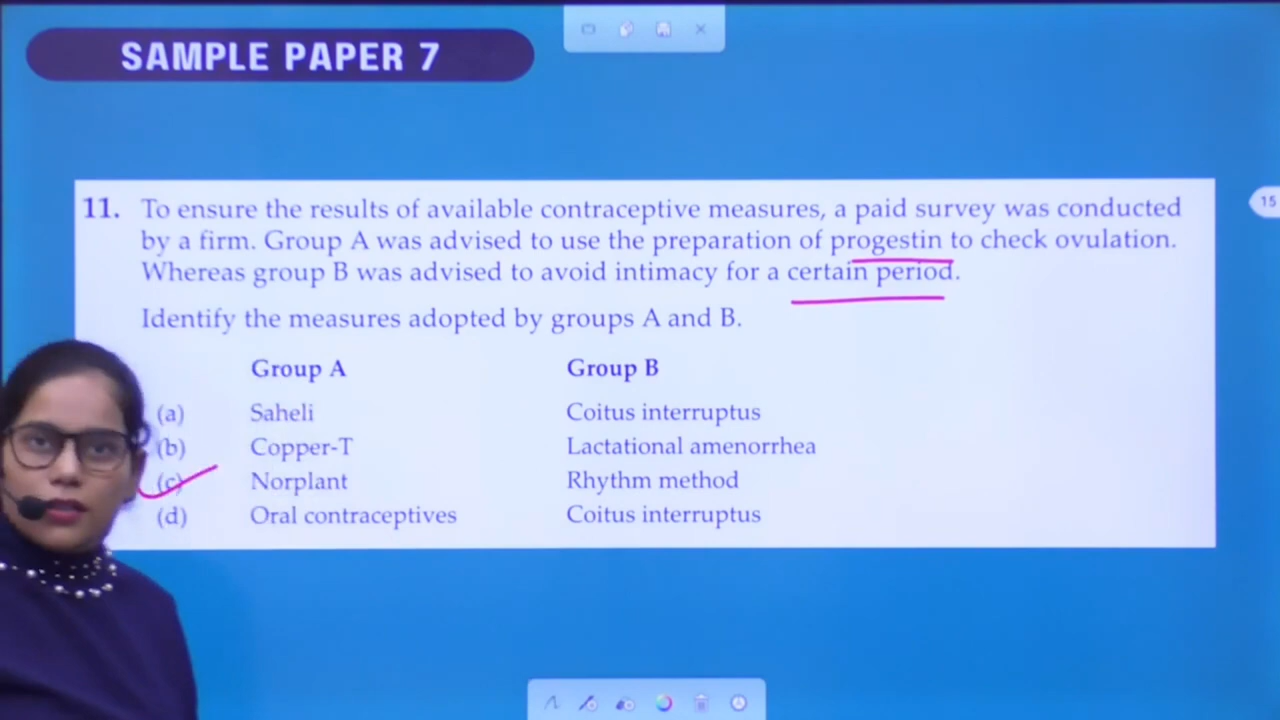 SAMPLE PAPER 7
15
11. To ensure the results of available contraceptive measures, a paid survey was conducted
by a firm. Group A was advised to use the preparation of progestin to check ovulation.
Whereas group B was advised to avoid intimacy for a certain period.
Identify the measures adopted by groups A and B.
Group A Group B
(a) Saheli Coitus interruptus
(b) Copper-T Lactational amenorrhea
(c) Norplant Rhythm method
(d) Oral contraceptives Coitus interruptus